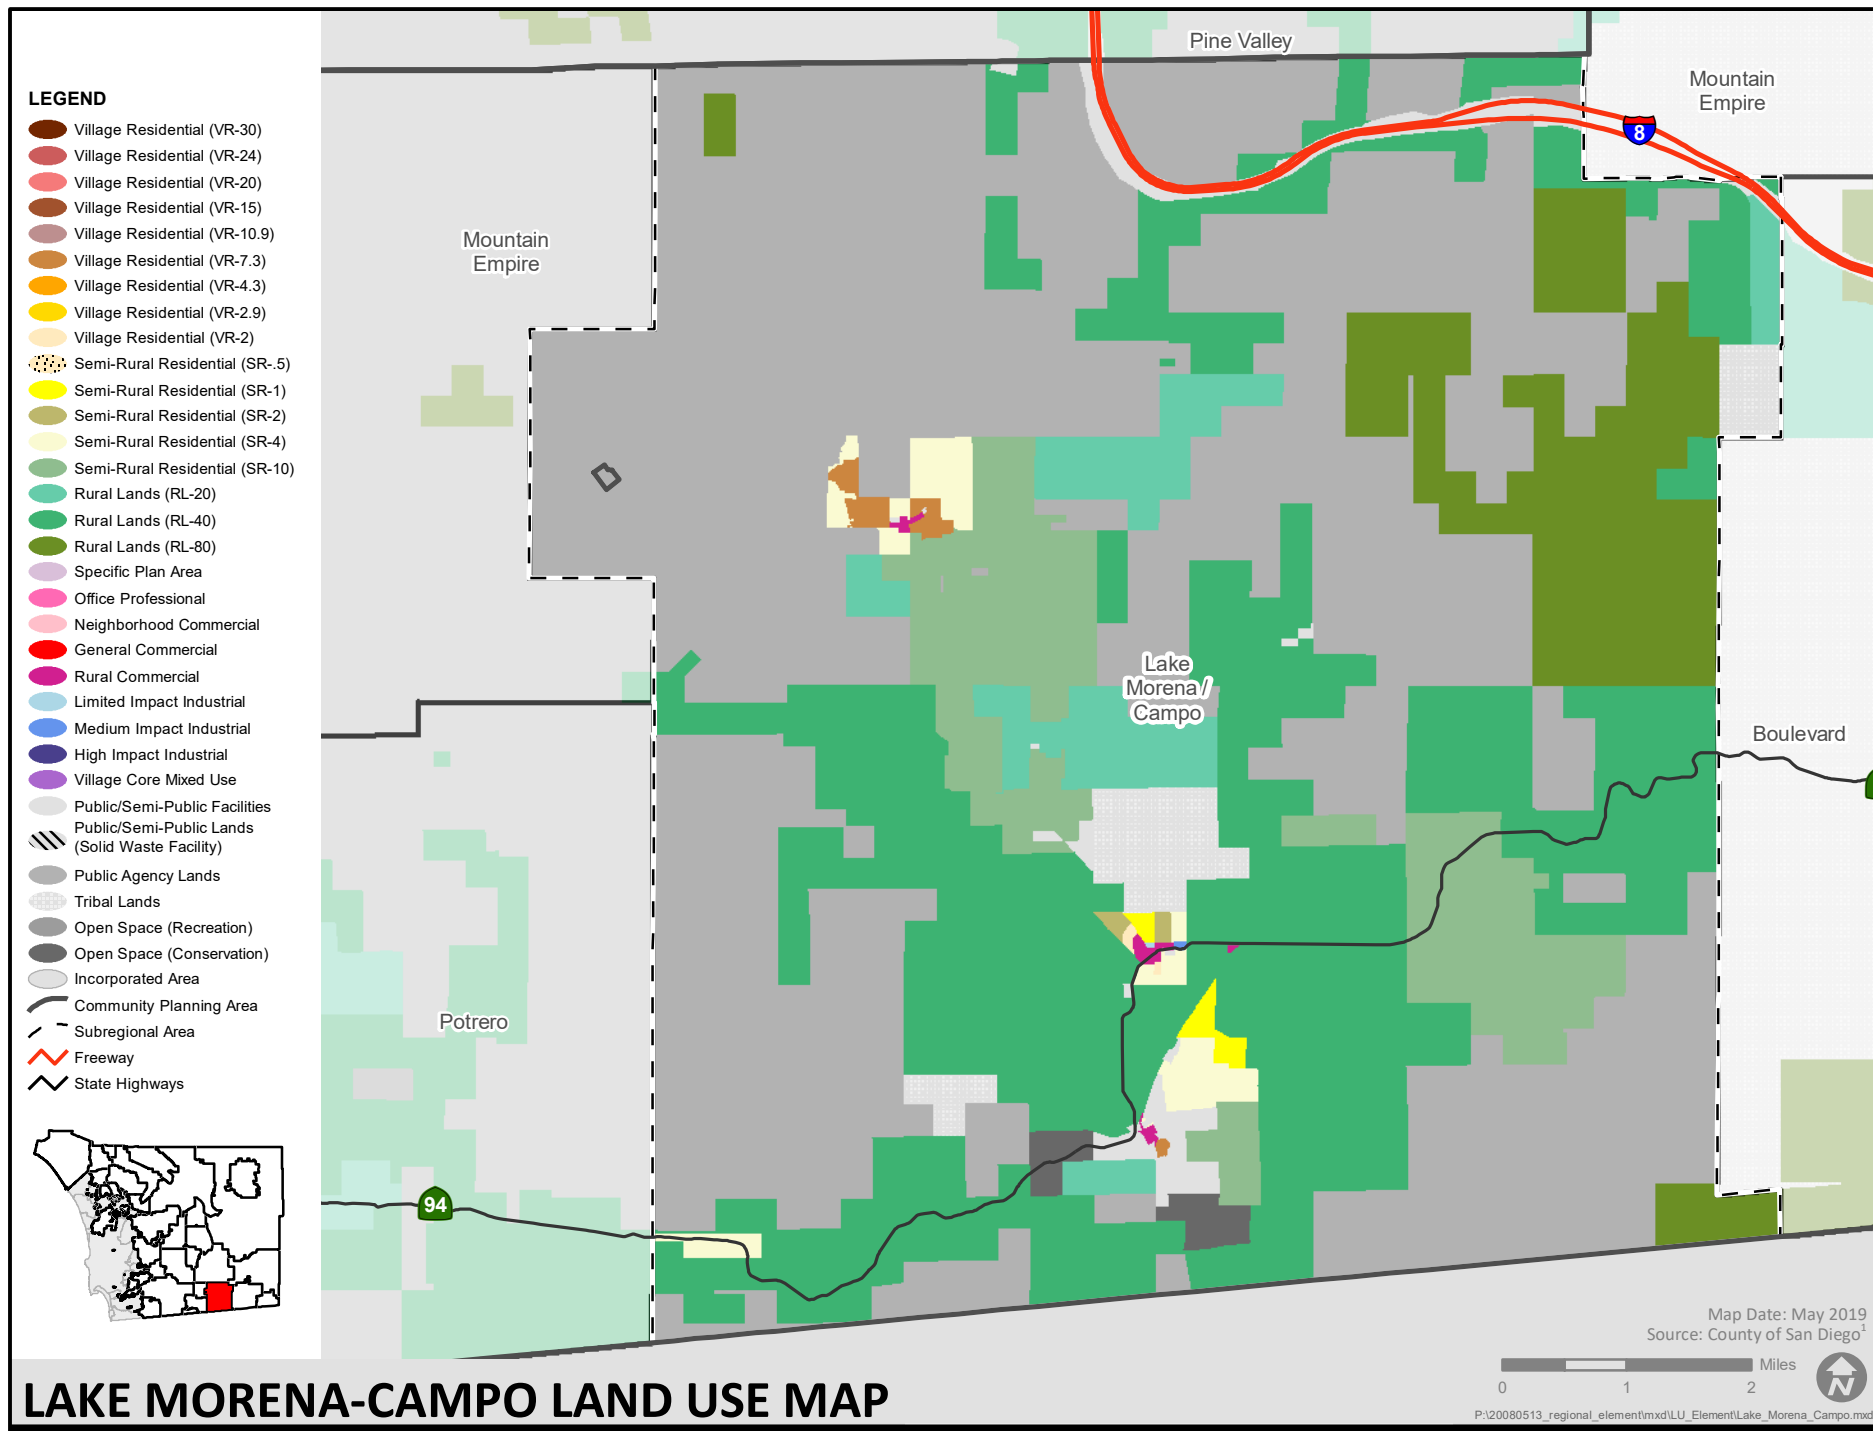 Pine Valley
Mountain
Empire
8
LEGEND
Village Residential (VR-30)
Village Residential (VR-24)
Village Residential (VR-20)
Village Residential (VR-15)
Village Residential (VR-10.9)
Village Residential (VR-7.3)
Village Residential (VR-4.3)
Village Residential (VR-2.9)
Village Residential (VR-2)
Semi-Rural Residential (SR-.5)
Semi-Rural Residential (SR-1)
Semi-Rural Residential (SR-2)
Semi-Rural Residential (SR-4)
Semi-Rural Residential (SR-10)
Rural Lands (RL-20)
Rural Lands (RL-40)
Rural Lands (RL-80)
Specific Plan Area
Office Professional
Neighborhood Commercial
General Commercial
Rural Commercial
Limited Impact Industrial
Medium Impact Industrial
High Impact Industrial
Village Core Mixed Use
Public/Semi-Public Facilities
Public/Semi-Public Lands
(Solid Waste Facility)
Public Agency Lands
Tribal Lands
Open Space (Recreation)
Open Space (Conservation)
Incorporated Area
Community Planning Area
Subregional Area
Freeway
State Highways
Mountain
Empire
Lake
Morena /
Campo
Boulevard
Potrero
94
Map Date: May 2019
Source: County of San Diego1
Miles
0 1 2
N
LAKE MORENA-CAMPO LAND USE MAP
P:\20080513_regional_element\mxd\LU_Element\Lake_Morena_Campo.mxd